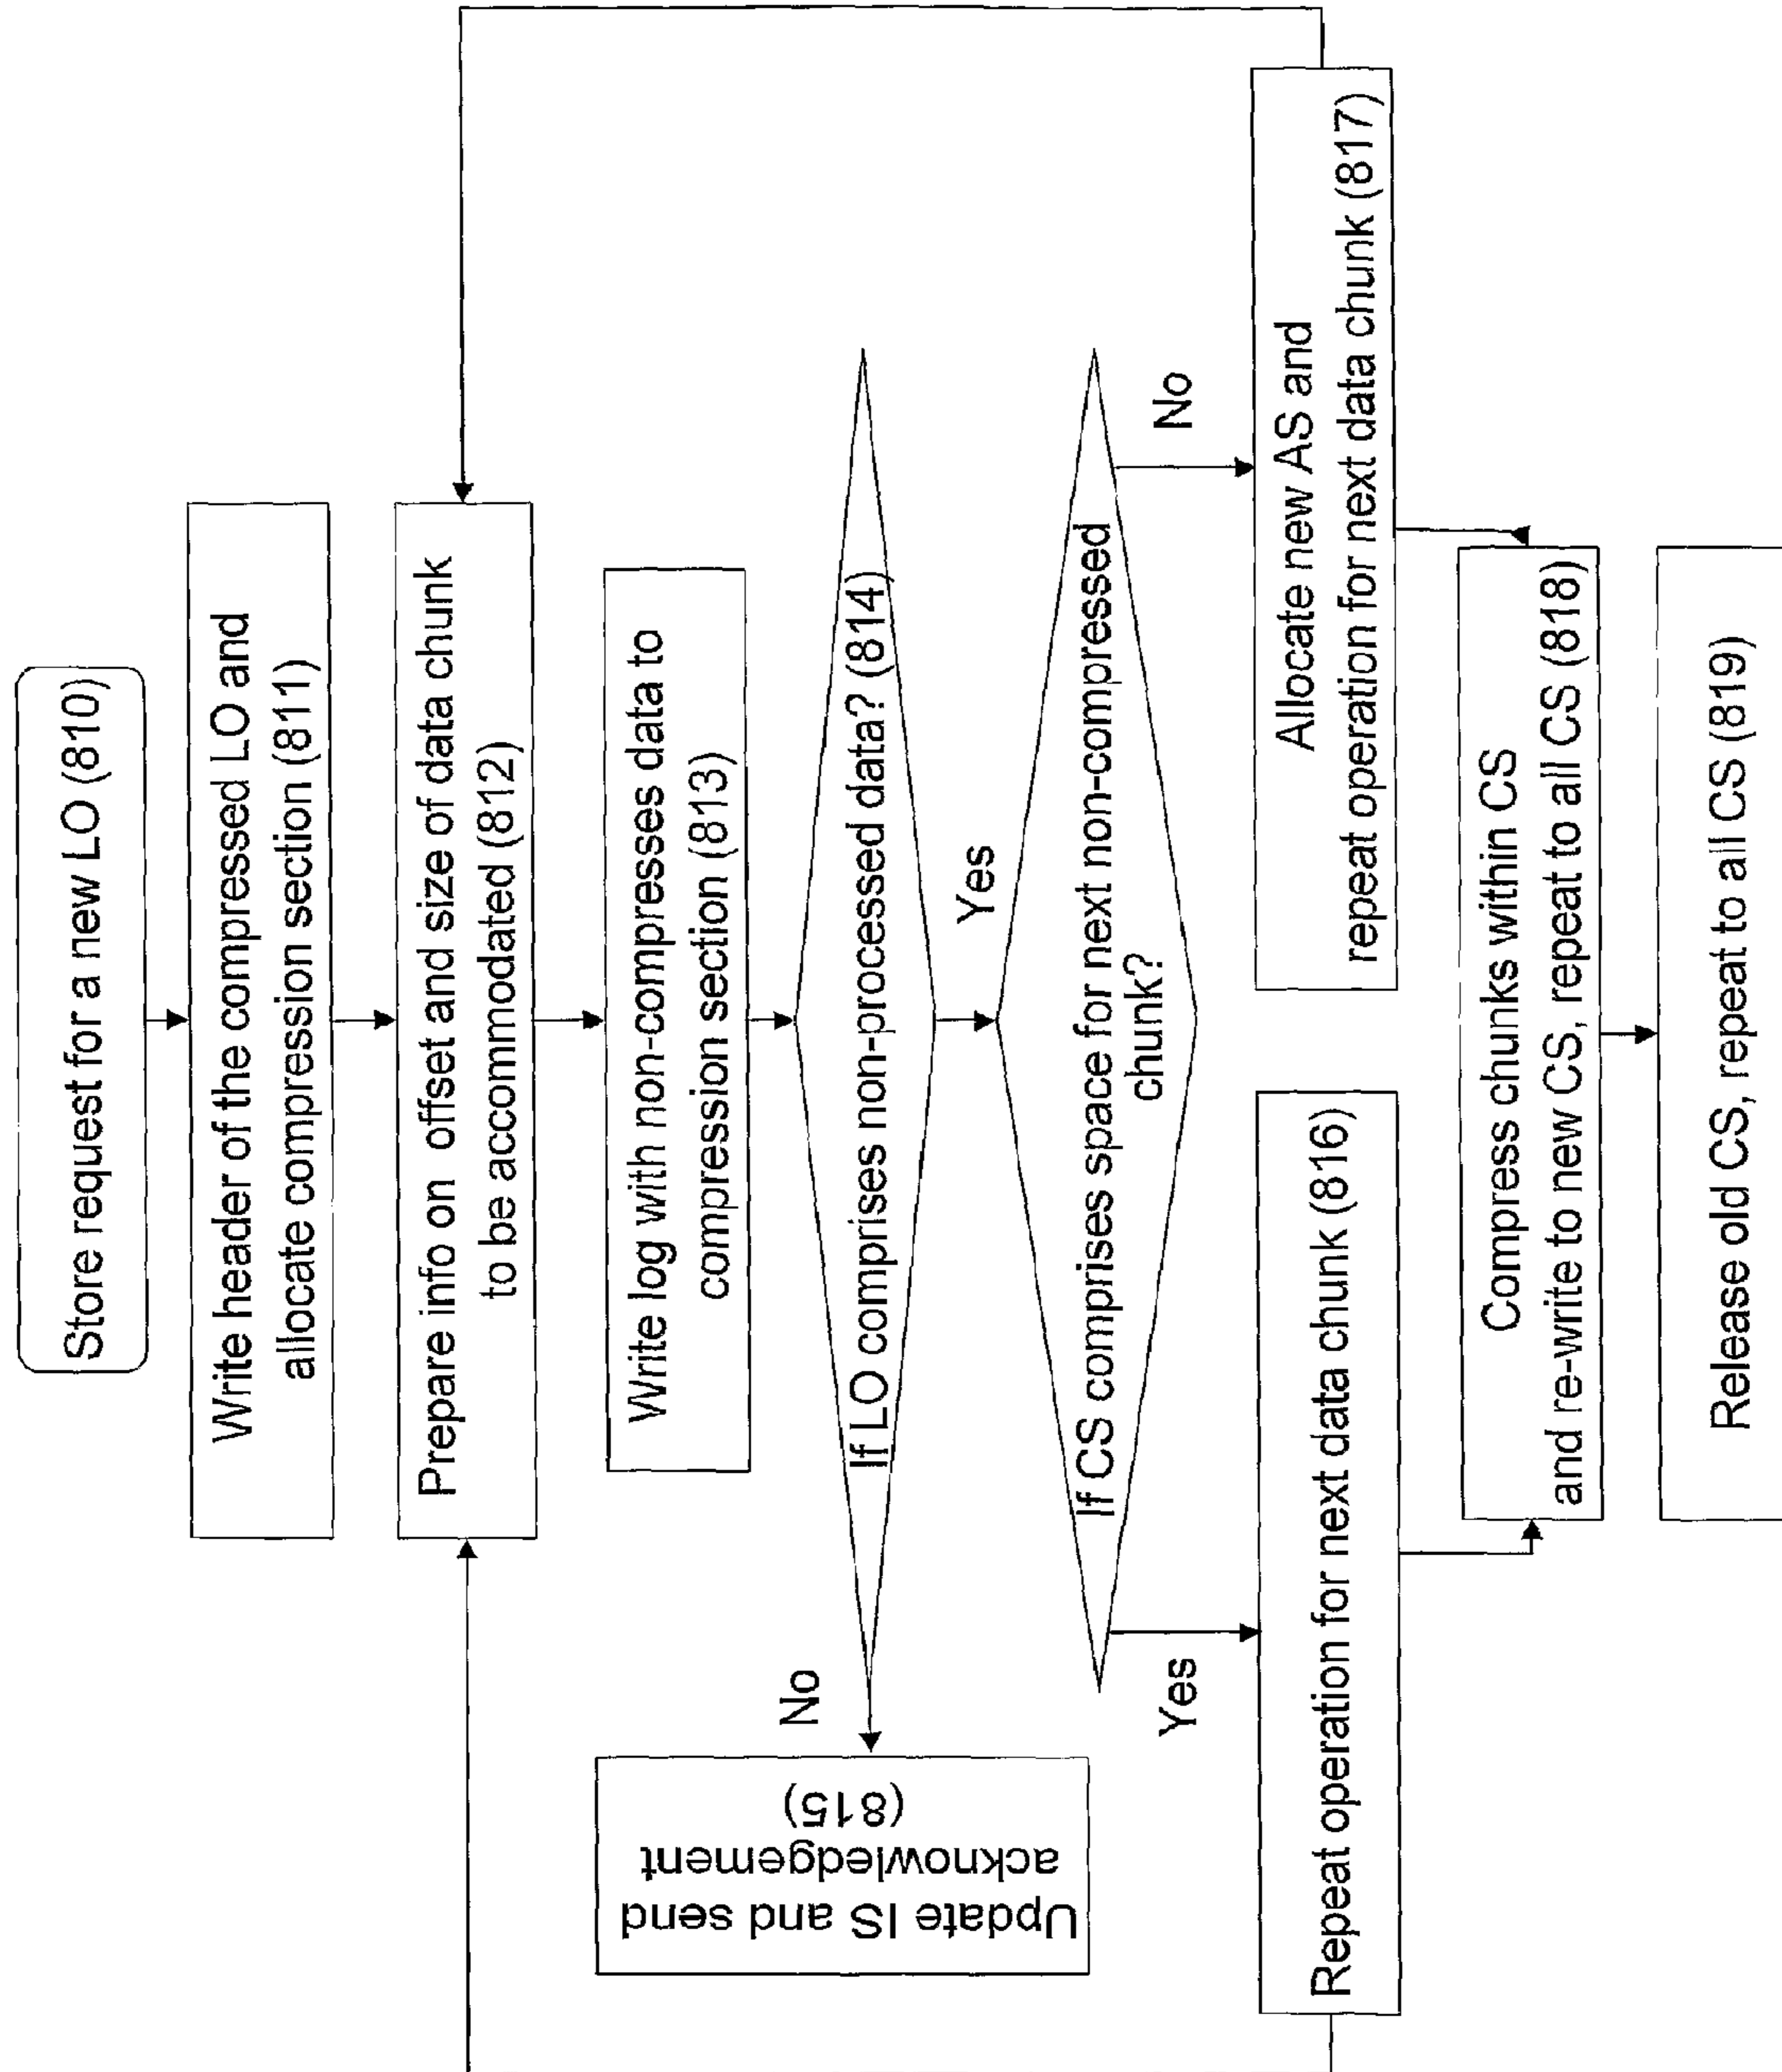 Store request for a new LO (810)
Write header of the compressed LO and
allocate compression section (811)
Prepare info on offset and size of data chunk
to be accommodated (812)
Write log with non-compresses data to
compression section (813)
If LO comprises non-processed data? (814)
No
Update IS and send
acknowledgement
(815)
Yes
If CS comprises space for next non-compressed
chunk?
Yes
No
Repeat operation for next data chunk (816)
Allocate new AS and
repeat operation for next data chunk (817)
Compress chunks within CS
and re-write to new CS, repeat to all CS (818)
Release old CS, repeat to all CS (819)